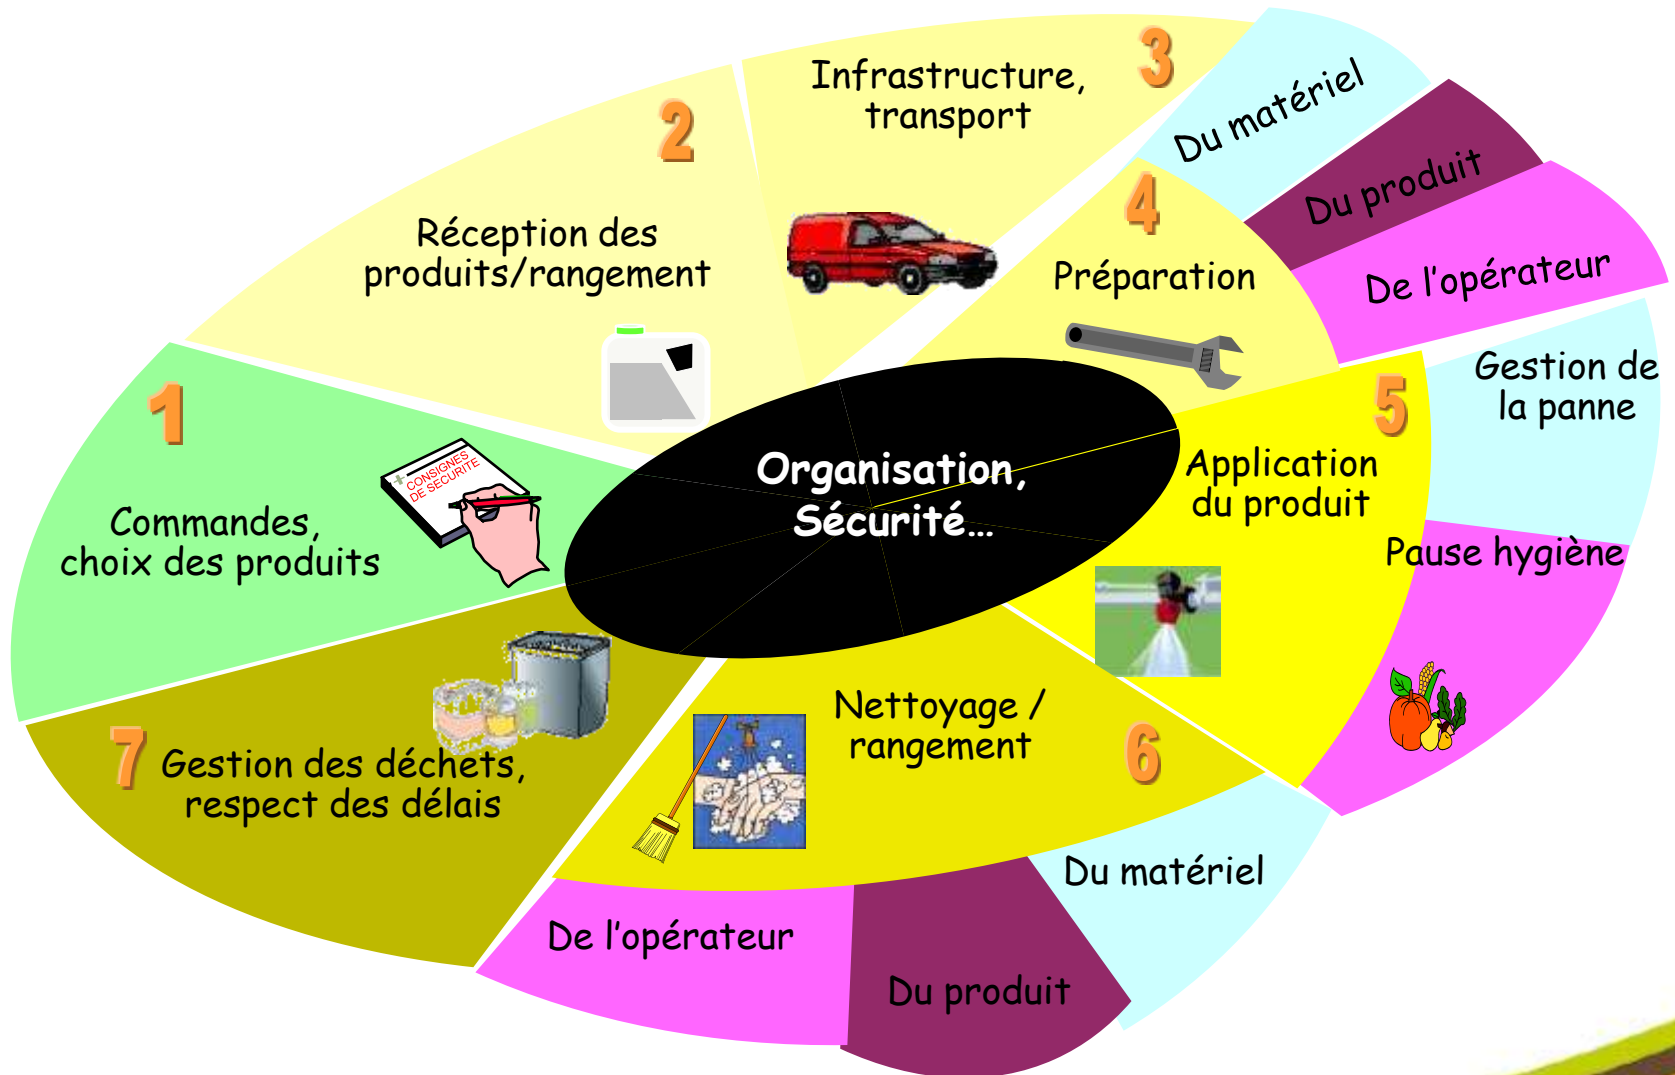 Organisation,
Sécurité...
1
Commandes,
choix des produits
CONSIGNES
DE SECURITE
2
Réception des
produits/rangement
3
Infrastructure,
transport
4
Préparation
Du matériel
Du produit
De l'opérateur
5
Application
du produit
Gestion de
la panne
Pause hygiène
6
Nettoyage /
rangement
Du matériel
Du produit
De l'opérateur
7
Gestion des déchets,
respect des délais